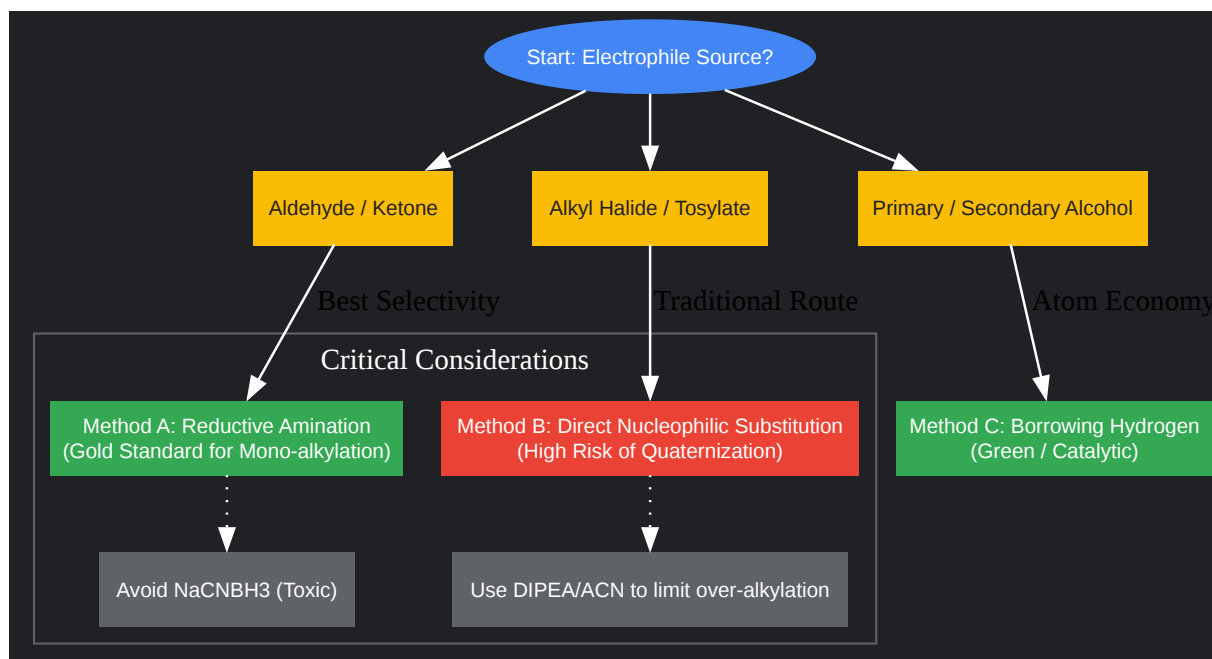 Start: Electrophile Source?
Aldehyde / Ketone
Alkyl Halide / Tosylate
Primary / Secondary Alcohol
Best Selectivity
Traditional Route
Atom Economy
Critical Considerations
Method A: Reductive Amination
(Gold Standard for Mono-alkylation)
Method B: Direct Nucleophilic Substitution
(High Risk of Quaternization)
Method C: Borrowing Hydrogen
(Green / Catalytic)
Avoid NaCNBH3 (Toxic)
Use DIPEA/ACN to limit over-alkylation